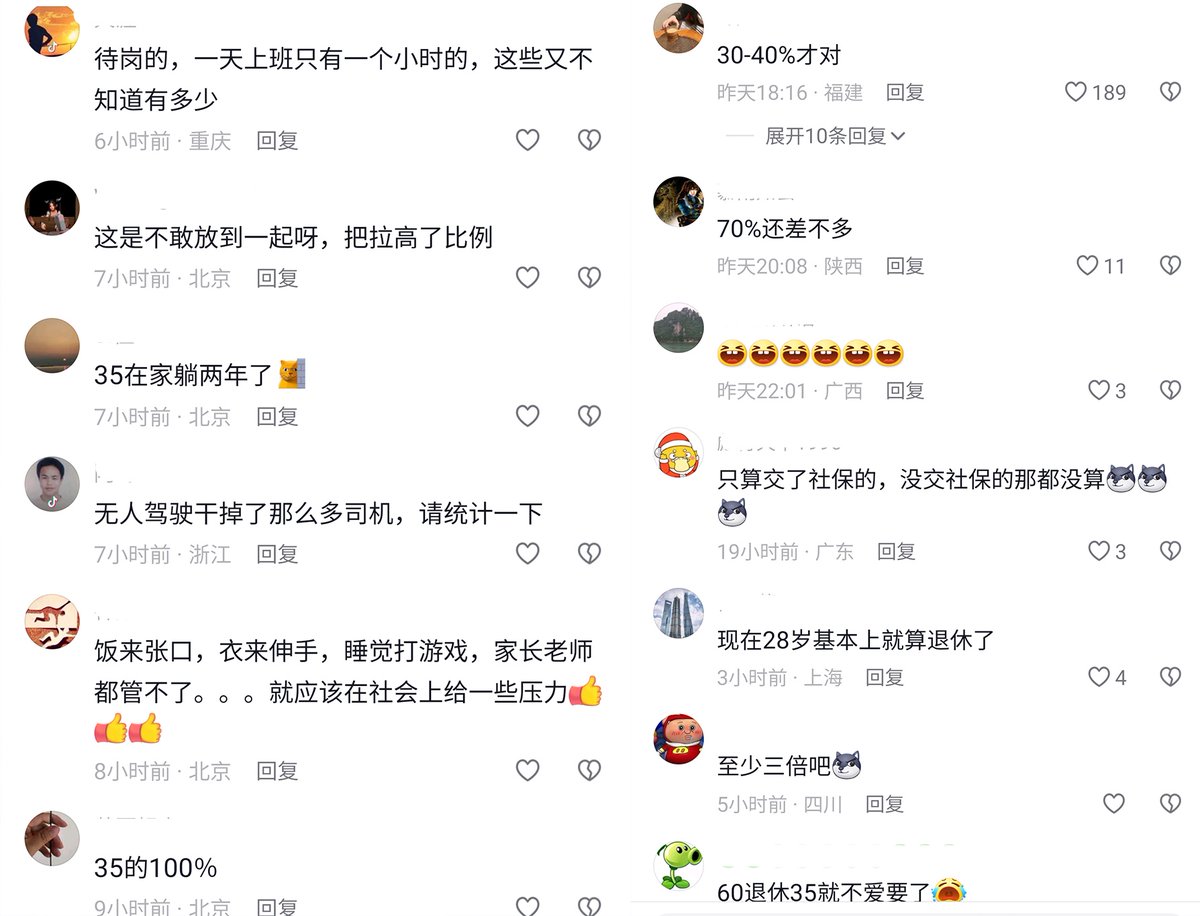 待岗的，一天上班只有一个小时的，这些又不
知道有多少
6小时前 · 重庆 回复
这是不敢放到一起呀，把拉高了比例
7小时前 · 北京 回复
35在家躺两年了
7小时前 · 北京 回复
无人驾驶干掉了那么多司机，请统计一下
7小时前 · 浙江 回复
饭来张口，衣来伸手，睡觉打游戏，家长老师
都管不了。。。就应该在社会上给一些压力
8小时前 · 北京 回复
35的100%
9小时前 · 北京 回复
30-40%才对
昨天18:16 · 福建 回复 189
展开10条回复
70%还差不多
昨天20:08 · 陕西 回复 11
昨天22:01 · 广西 回复 3
只算交了社保的，没交社保的那都没算
19小时前 · 广东 回复 3
现在28岁基本上就算退休了
3小时前 · 上海 回复 4
至少三倍吧
5小时前 · 四川 回复
60退休35就不爱要了